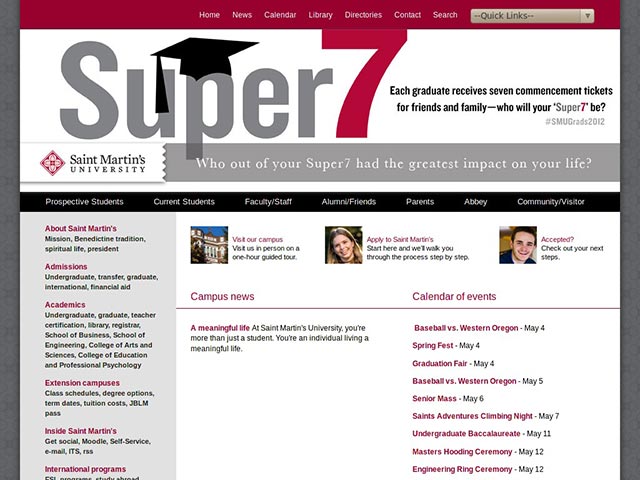 Home News Calendar Library Directories Contact Search --Quick Links--
Super7
Each graduate receives seven commencement tickets
for friends and family—who will your ‘Super7’ be?
#SMUGrads2012
Saint Martin's
UNIVERSITY
Who out of your Super7 had the greatest impact on your life?
Prospective Students Current Students Faculty/Staff Alumni/Friends Parents Abbey Community/Visitor
About Saint Martin's
Mission, Benedictine tradition,
spiritual life, president
Admissions
Undergraduate, transfer, graduate,
international, financial aid
Academics
Undergraduate, graduate, teacher
certification, library, registrar,
School of Business, School of
Engineering, College of Arts and
Sciences, College of Education
and Professional Psychology
Extension campuses
Class schedules, degree options,
term dates, tuition costs, JBLM
pass
Inside Saint Martin's
Get social, Moodle, Self-Service,
e-mail, ITS, rss
International programs
ESL programs, study abroad
Visit our campus
Visit us in person on a
one-hour guided tour.
Apply to Saint Martin's
Start here and we'll walk you
through the process step by step.
Accepted?
Check out your next
steps.
Campus news
A meaningful life At Saint Martin's University, you're
more than just a student. You're an individual living a
meaningful life.
Calendar of events
Baseball vs. Western Oregon - May 4
Spring Fest - May 4
Graduation Fair - May 4
Baseball vs. Western Oregon - May 5
Senior Mass - May 6
Saints Adventures Climbing Night - May 7
Undergraduate Baccalaureate - May 11
Masters Hooding Ceremony - May 12
Engineering Ring Ceremony - May 12